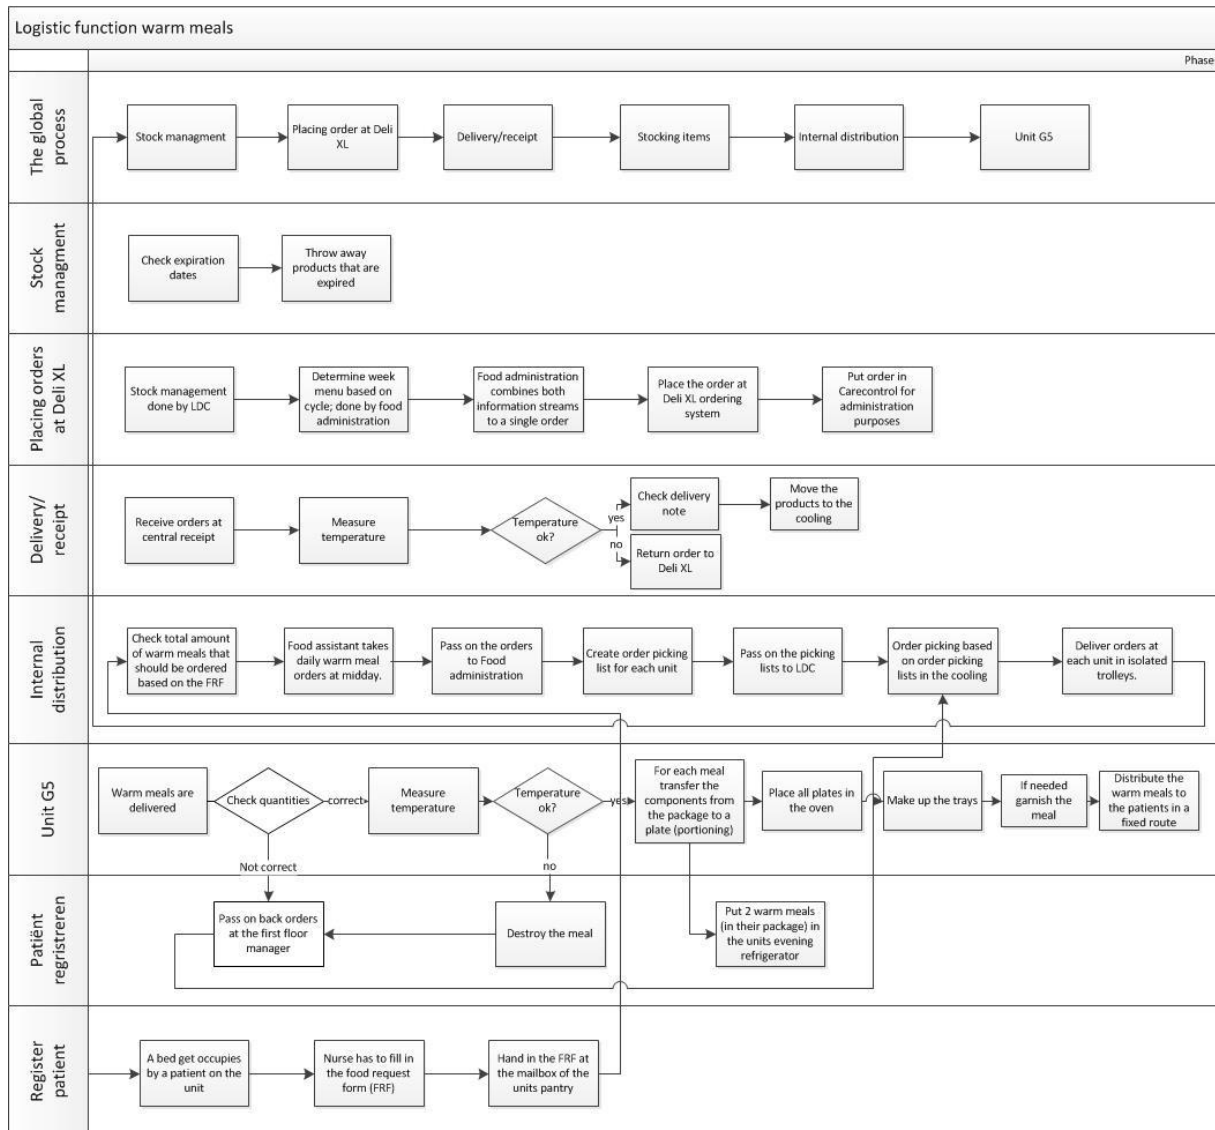 Logistic function warm meals
Phase
The global
process
Stock managment
Placing order at Deli
XL
Delivery/receipt
Stocking items
Internal distribution
Unit G5
Stock
managment
Check expiration
dates
Throw away
products that are
expired
Placing orders
at Deli XL
Stock management
done by LDC
Determine week
menu based on
cycle; done by food
administration
Food administration
combines both
information streams
to a single order
Place the order at
Deli XL ordering
system
Put order in
Carecontrol for
administration
purposes
Delivery/
receipt
Receive orders at
central receipt
Measure
temperature
Temperature
ok?
yes
no
Check delivery
note
Move the
products to the
cooling
Return order to
Deli XL
Internal
distribution
Check total amount
of warm meals that
should be ordered
based on the FRF
Food assistant takes
daily warm meal
orders at midday.
Pass on the orders
to Food
administration
Create order picking
list for each unit
Pass on the picking
lists to LDC
Order picking based
on order picking
lists in the cooling
Deliver orders at
each unit in isolated
trolleys.
Unit G5
Warm meals are
delivered
Check quantities
correct
Not correct
Measure
temperature
Temperature
ok?
yes
no
For each meal
transfer the
components from
the package to a
plate (portioning)
Place all plates in
the oven
Make up the trays
If needed
garnish the
meal
Distribute the
warm meals to
the patients in a
fixed route
Patiënt
regristreren
Pass on back orders
at the first floor
manager
Destroy the meal
Put 2 warm meals
(in their package) in
the units evening
refrigerator
Register
patient
A bed get occupies
by a patient on the
unit
Nurse has to fill in
the food request
form (FRF)
Hand in the FRF at
the mailbox of the
units pantry